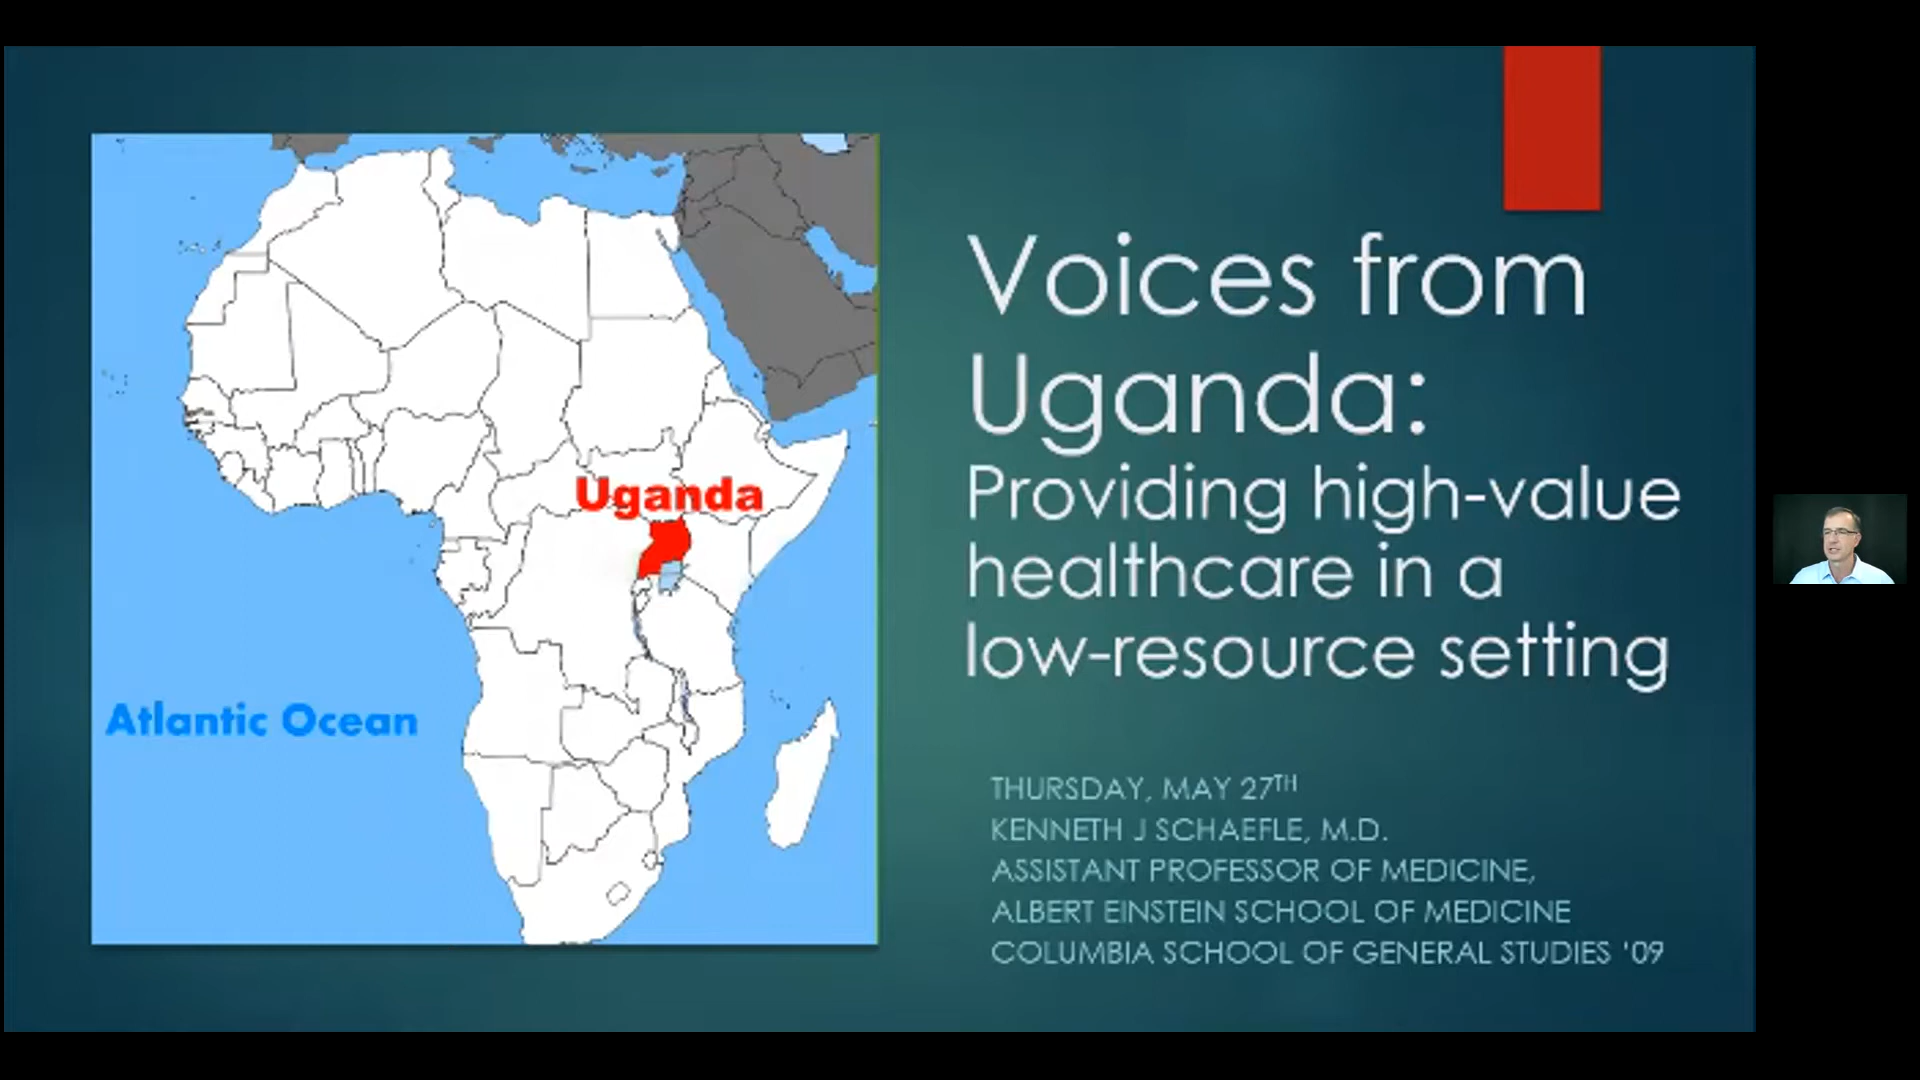 Uganda
Atlantic Ocean
Voices from
Uganda:
Providing high-value
healthcare in a
low-resource setting
THURSDAY, MAY 27TH
KENNETH J SCHAEFLE, M.D.
ASSISTANT PROFESSOR OF MEDICINE,
ALBERT EINSTEIN SCHOOL OF MEDICINE
COLUMBIA SCHOOL OF GENERAL STUDIES '09